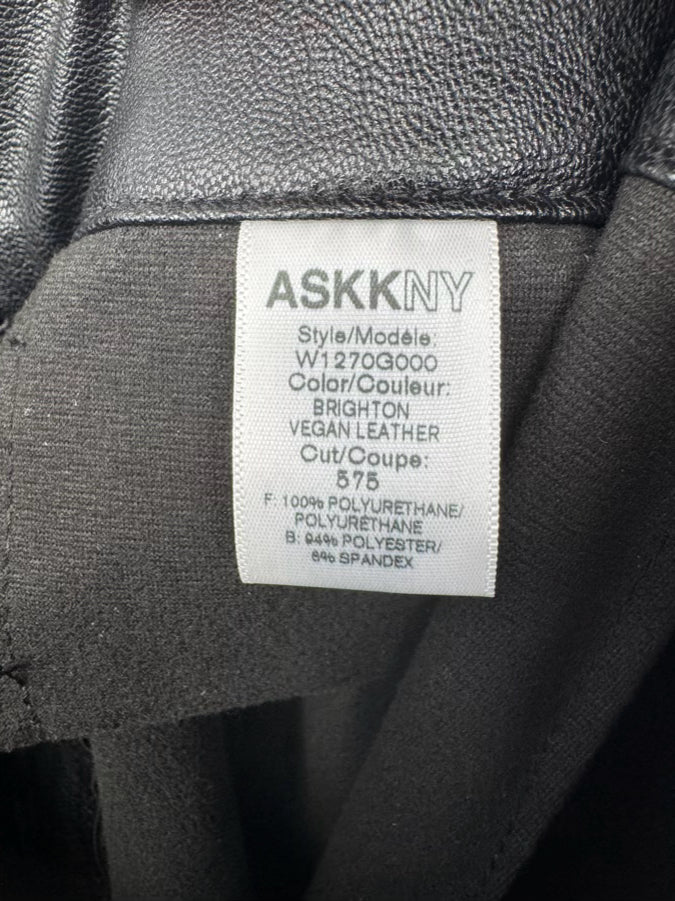 ASKKNY
Style/Modèle:
W1270G000
Color/Couleur:
BRIGHTON
VEGAN LEATHER
Cut/Coupe:
575
F: 100% POLYURETHANE/
POLYURÉTHANE
B: 94% POLYESTER/
6% SPANDEX